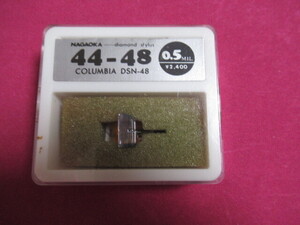 NAGAOKA diamond stylus
44-48
COLUMBIA DSN-48
0.5 MIL
¥2,400